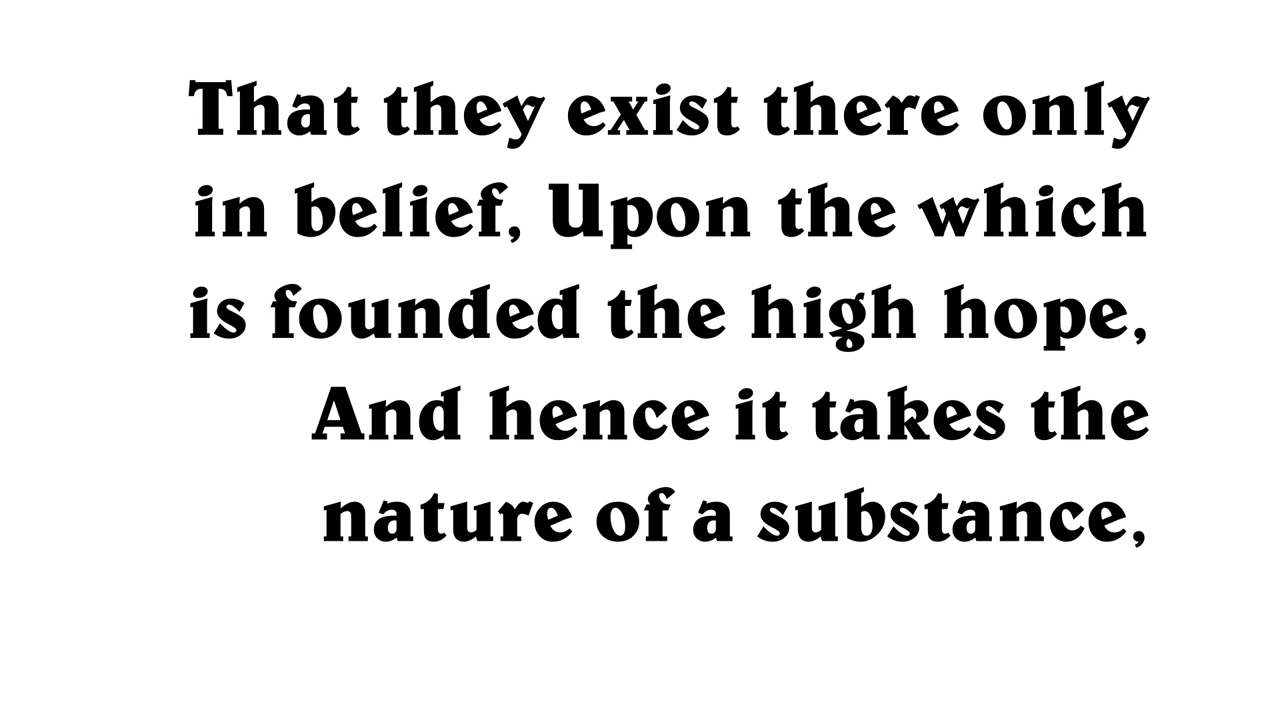 That they exist there only
in belief, Upon the which
is founded the high hope,
And hence it takes the
nature of a substance,